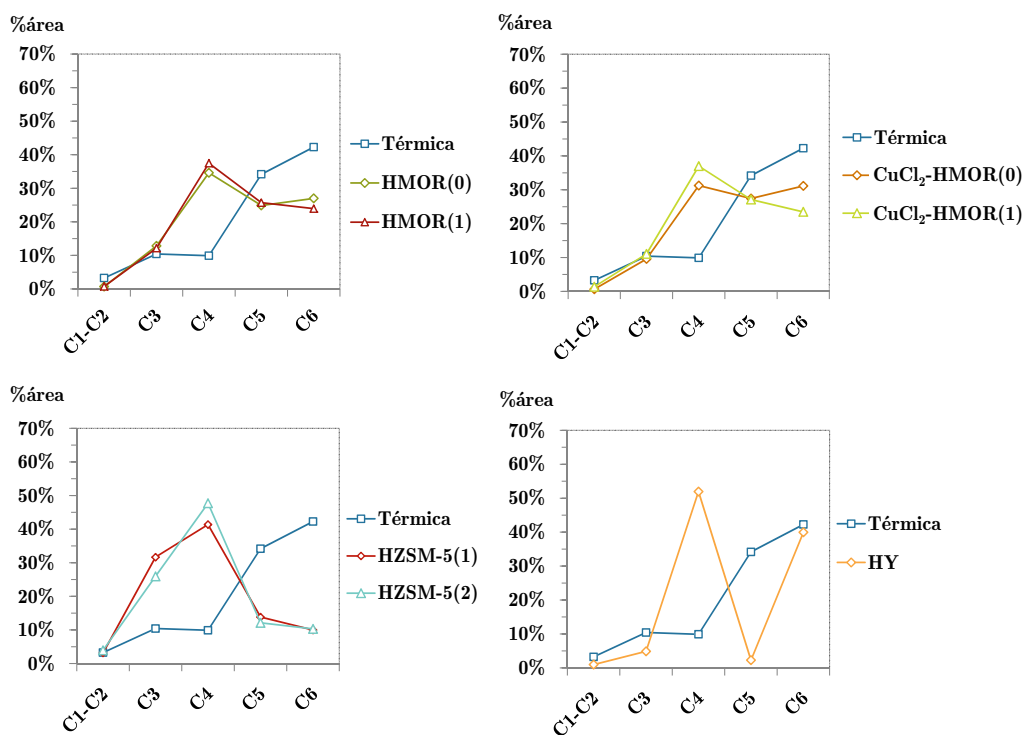 %área
70%
60%
50%
40%
30%
20%
10%
0%
C1-C2
C3
C4
C5
C6
Térmica
HMOR(0)
HMOR(1)
%área
70%
60%
50%
40%
30%
20%
10%
0%
C1-C2
C3
C4
C5
C6
Térmica
CuCl₂-HMOR(0)
CuCl₂-HMOR(1)
%área
70%
60%
50%
40%
30%
20%
10%
0%
C1-C2
C3
C4
C5
C6
Térmica
HZSM-5(1)
HZSM-5(2)
%área
70%
60%
50%
40%
30%
20%
10%
0%
C1-C2
C3
C4
C5
C6
Térmica
HY